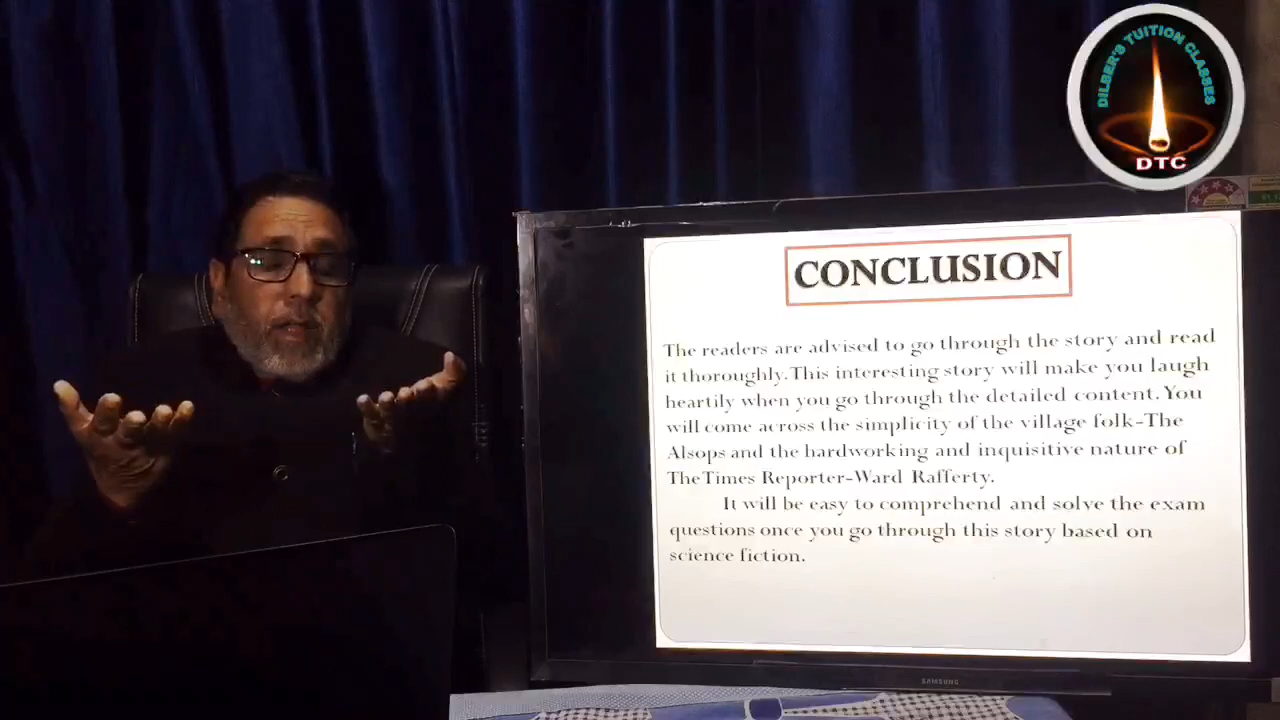 DILBER'S TUITION CLASSES
DTC
CONCLUSION
The readers are advised to go through the story and read
it thoroughly. This interesting story will make you laugh
heartily when you go through the detailed content. You
will come across the simplicity of the village folk-The
Alsops and the hardworking and inquisitive nature of
The Times Reporter-Ward Rafferty.
It will be easy to comprehend and solve the exam
questions once you go through this story based on
science fiction.
SAMSUNG